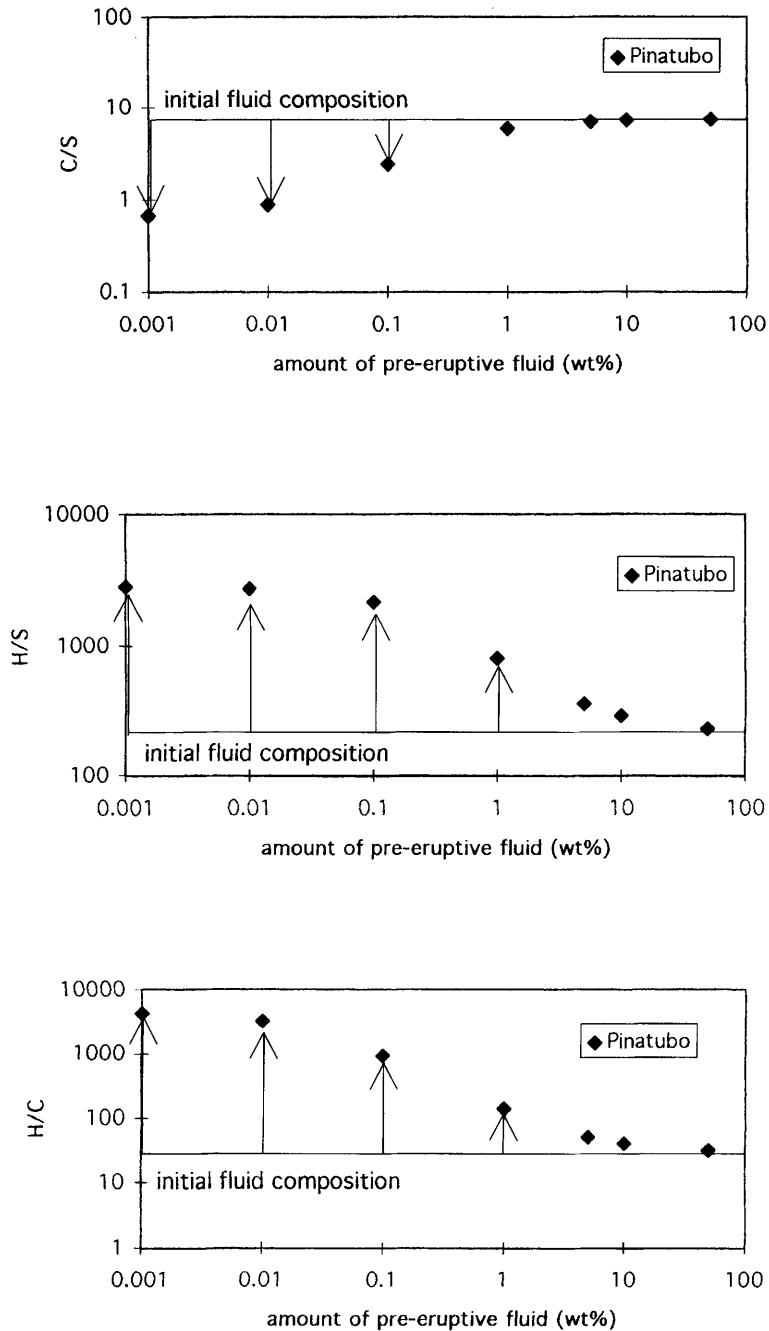 100
Pinatubo
10
initial fluid composition
C/S
1
0.1
0.001 0.01 0.1 1 10 100
amount of pre-eruptive fluid (wt%)
10000
Pinatubo
H/S
1000
initial fluid composition
100
0.001 0.01 0.1 1 10 100
amount of pre-eruptive fluid (wt%)
10000
1000
Pinatubo
H/C
100
10
initial fluid composition
1
0.001 0.01 0.1 1 10 100
amount of pre-eruptive fluid (wt%)